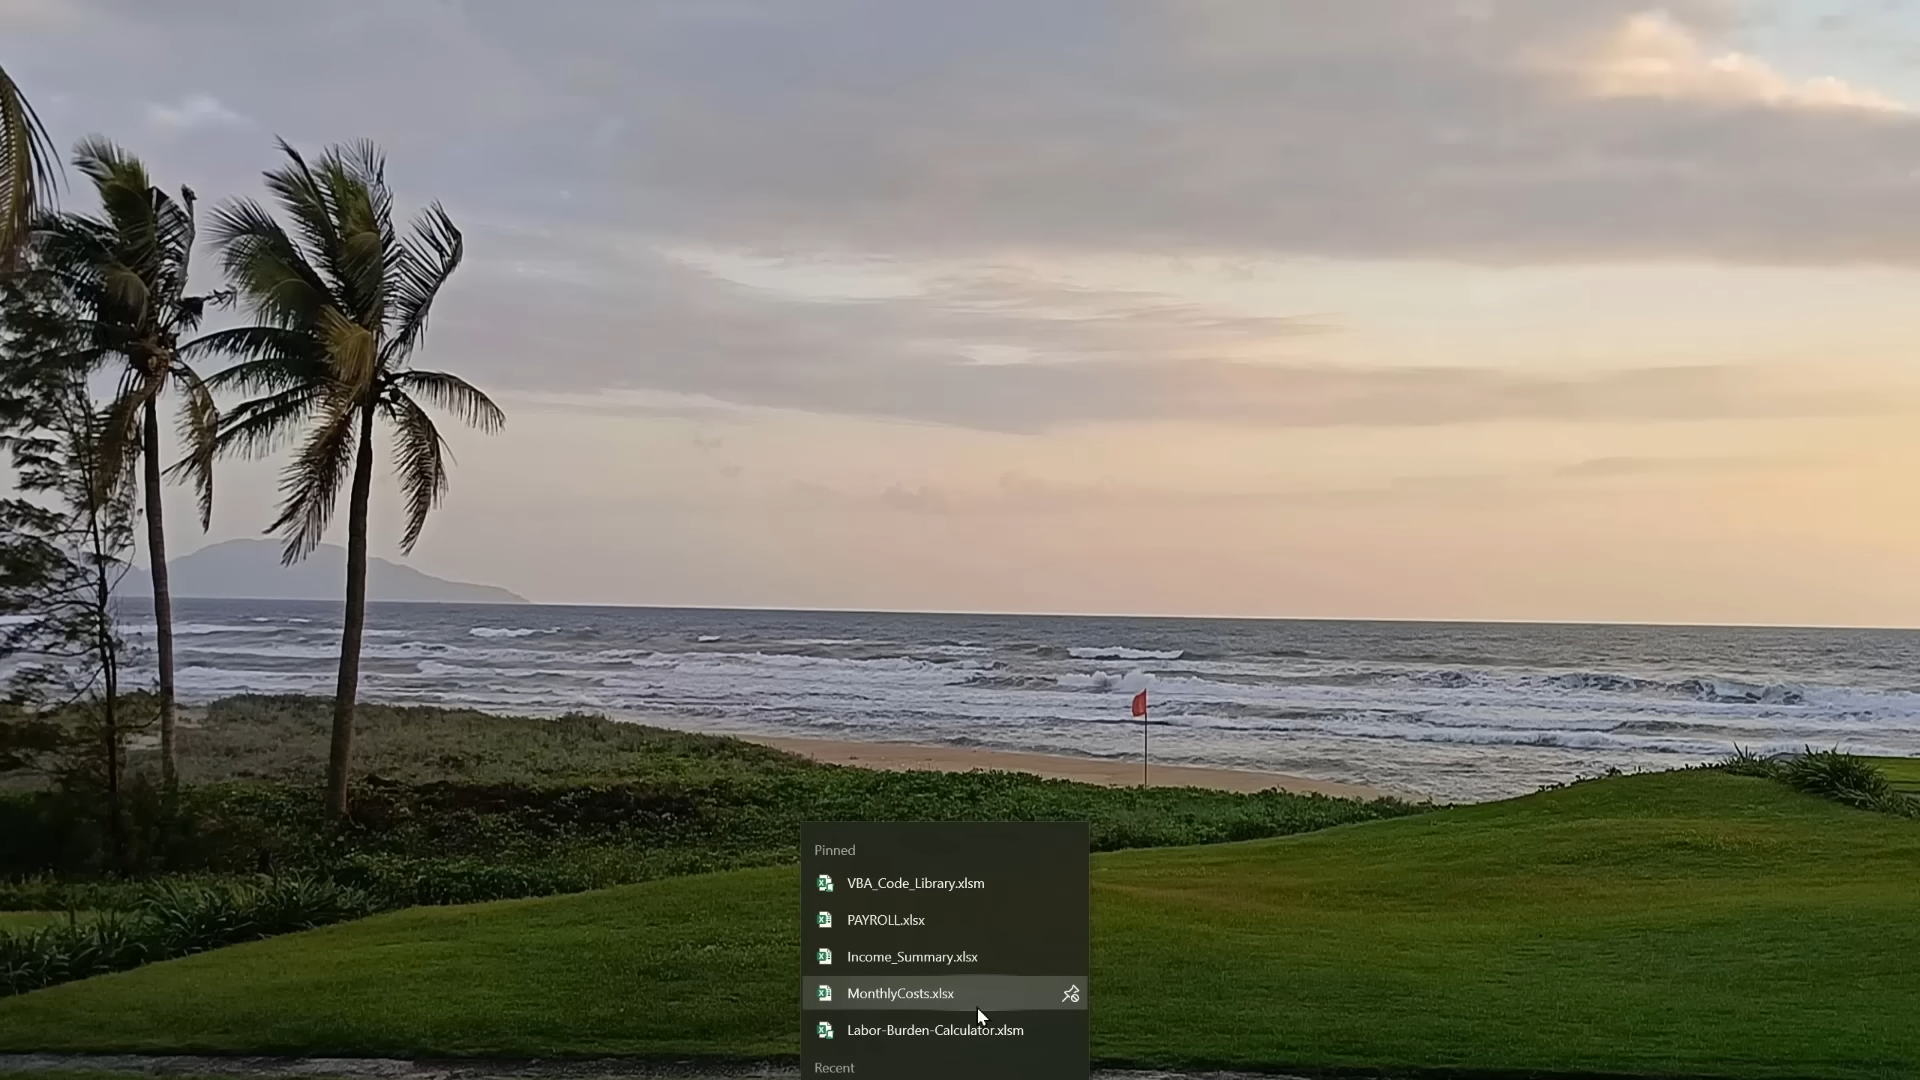 Pinned
VBA_Code_Library.xlsm
PAYROLL.xlsx
Income_Summary.xlsx
MonthlyCosts.xlsx
Labor-Burden-Calculator.xlsm
Recent